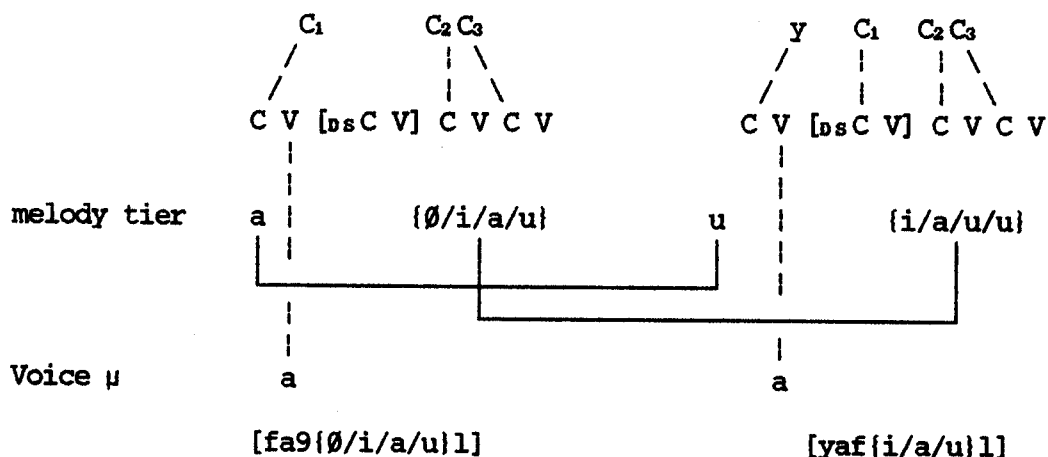 C₁ C₂ C₃ y C₁ C₂ C₃
C V [DS C V] C V C V C V [DS C V] C V C V
melody tier a {Ø/i/a/u} u {i/a/u/u}
Voice μ a a
[fa9{Ø/i/a/u}l] [yaf{i/a/u}l]